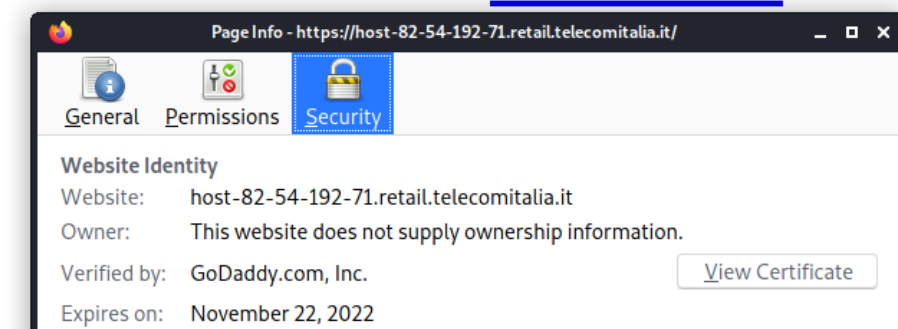 Page Info - https://host-82-54-192-71.retail.telecomitalia.it/
General Permissions Security
Website Identity
Website: host-82-54-192-71.retail.telecomitalia.it
Owner: This website does not supply ownership information.
Verified by: GoDaddy.com, Inc. View Certificate
Expires on: November 22, 2022